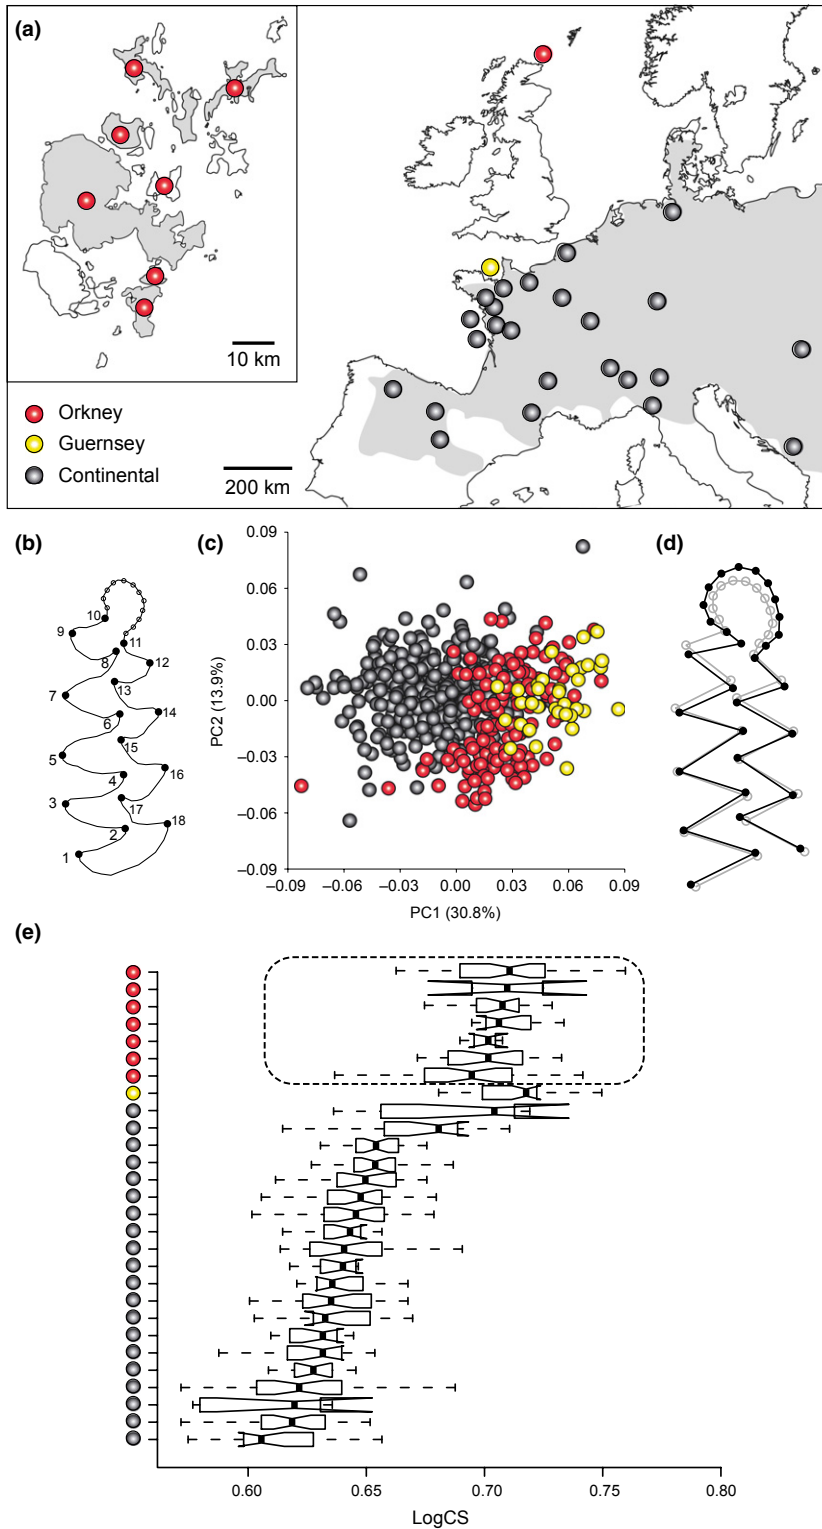 (a)
10 km
Orkney
Guernsey
Continental
200 km
(b)
10
9
11
8
12
13
7
14
6
15
5
16
4
17
3
18
2
1
(c)
0.09
0.06
0.03
0.00
–0.03
–0.06
–0.09
PC2 (13.9%)
–0.09 –0.06 –0.03 0.00 0.03 0.06 0.09
PC1 (30.8%)
(d)
(e)
0.60 0.65 0.70 0.75 0.80
LogCS